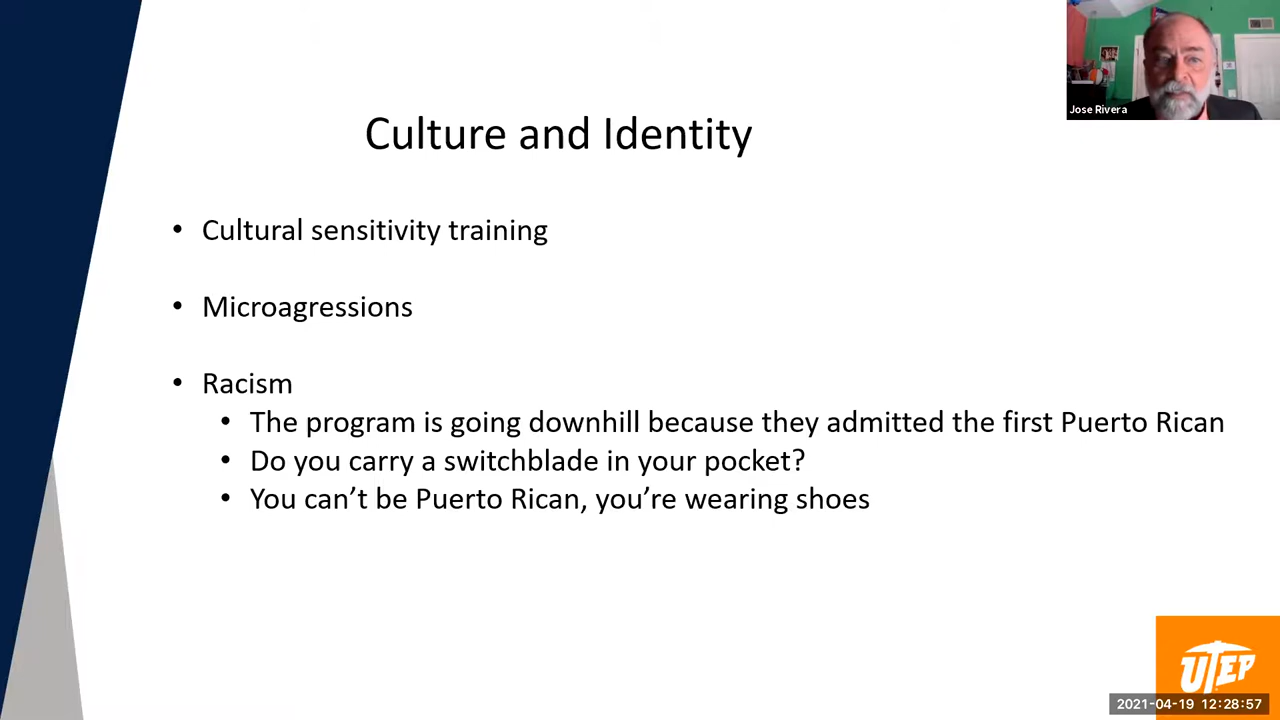 Jose Rivera
Culture and Identity
• Cultural sensitivity training
• Microagressions
• Racism
• The program is going downhill because they admitted the first Puerto Rican
• Do you carry a switchblade in your pocket?
• You can’t be Puerto Rican, you’re wearing shoes
UTEP
2021-04-19 12:28:57